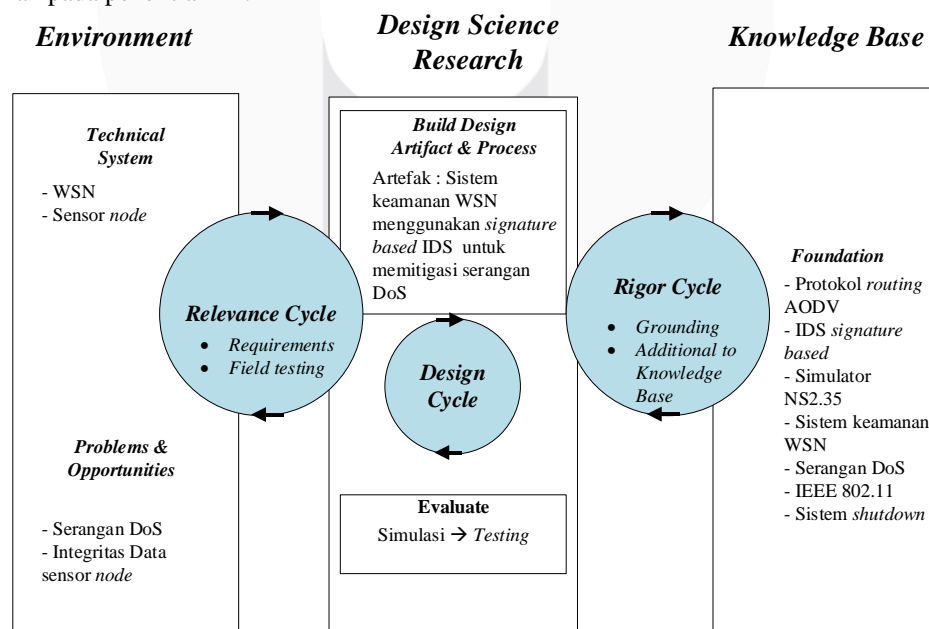 Environment
Technical
System
- WSN
- Sensor node
Problems &
Opportunities
- Serangan DoS
- Integritas Data
sensor node
Relevance Cycle
• Requirements
• Field testing
Design Science
Research
Build Design
Artifact & Process
Artefak : Sistem
keamanan WSN
menggunakan signature
based IDS untuk
memitigasi serangan
DoS
Design
Cycle
Evaluate
Simulasi → Testing
Rigor Cycle
• Grounding
• Additional to
Knowledge
Base
Knowledge Base
Foundation
- Protokol routing
AODV
- IDS signature
based
- Simulator
NS2.35
- Sistem keamanan
WSN
- Serangan DoS
- IEEE 802.11
- Sistem shutdown